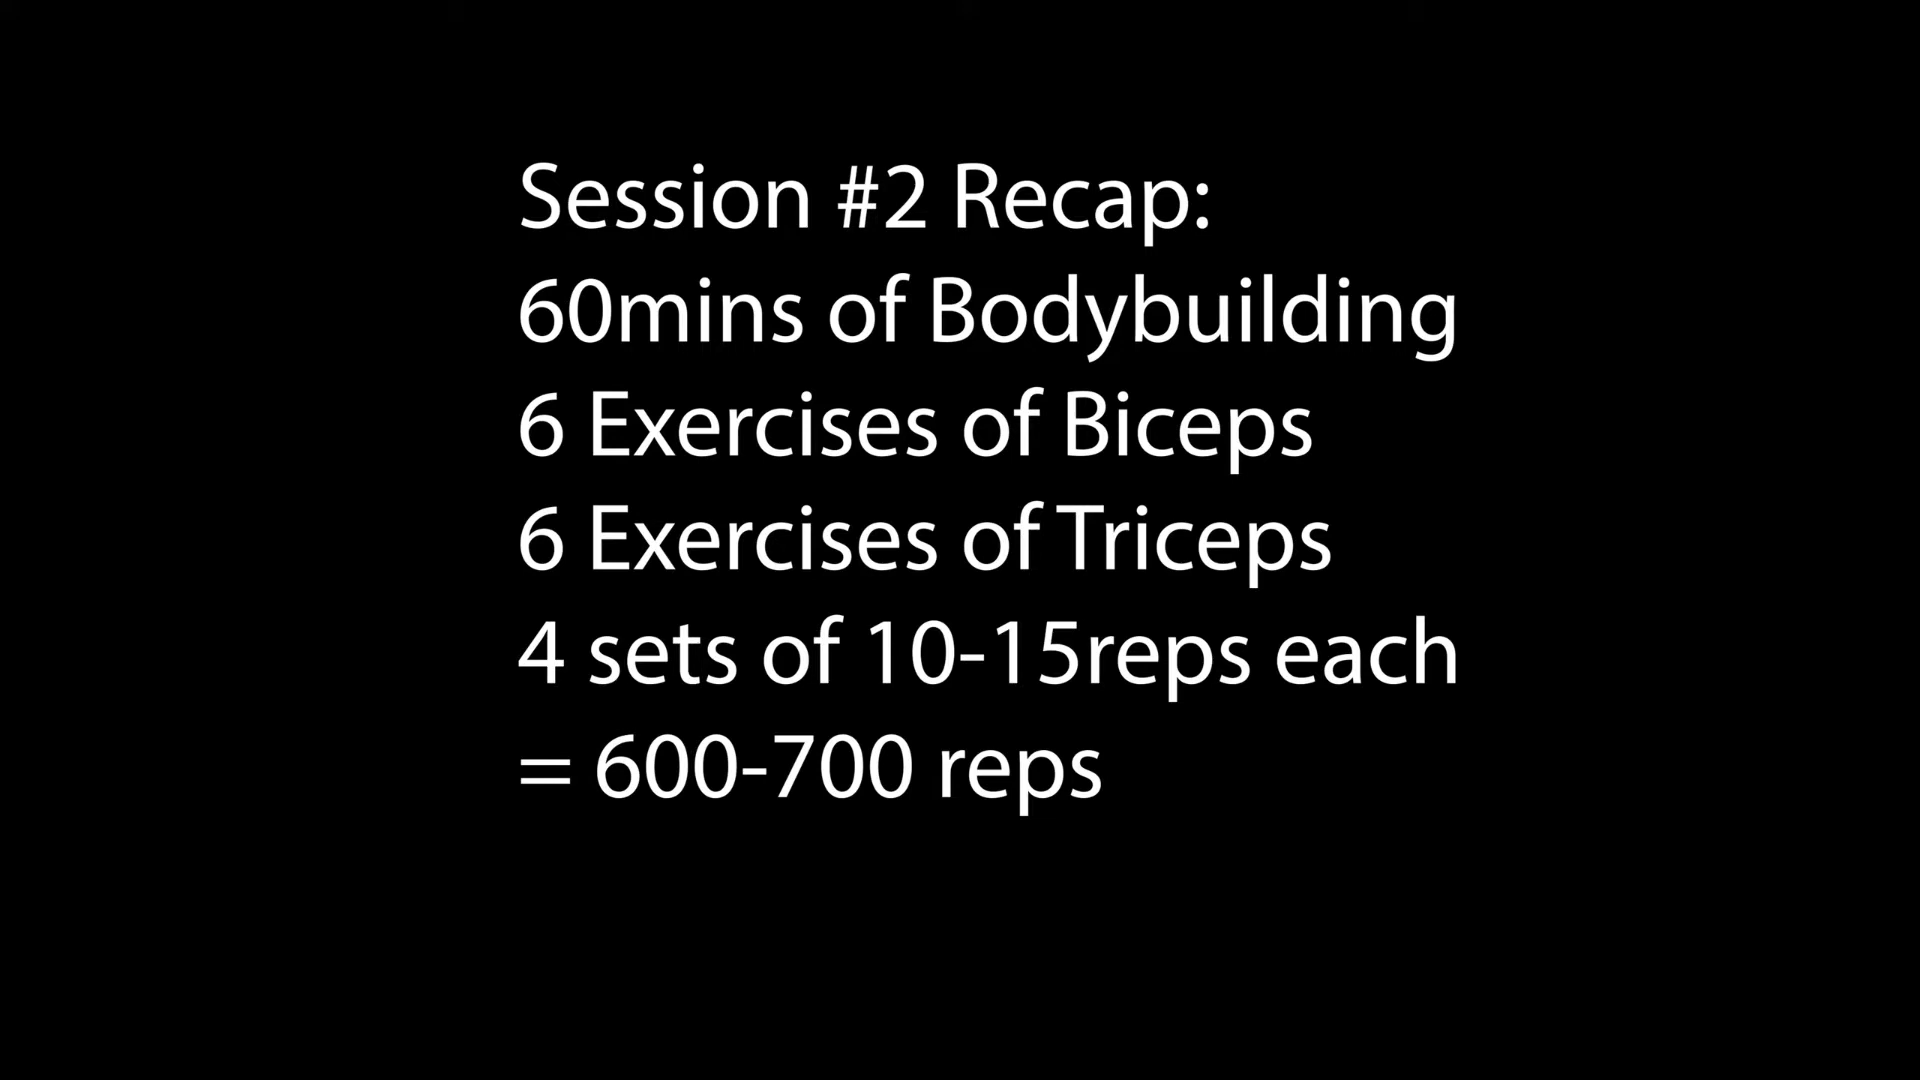 Session #2 Recap:
60mins of Bodybuilding
6 Exercises of Biceps
6 Exercises of Triceps
4 sets of 10-15reps each
= 600-700 reps